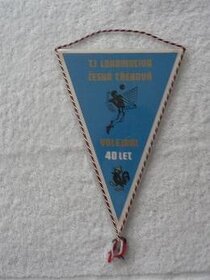 TJ LOKOMOTIVA
ČESKÁ TŘEBOVÁ
VOLEJBAL
40 LET